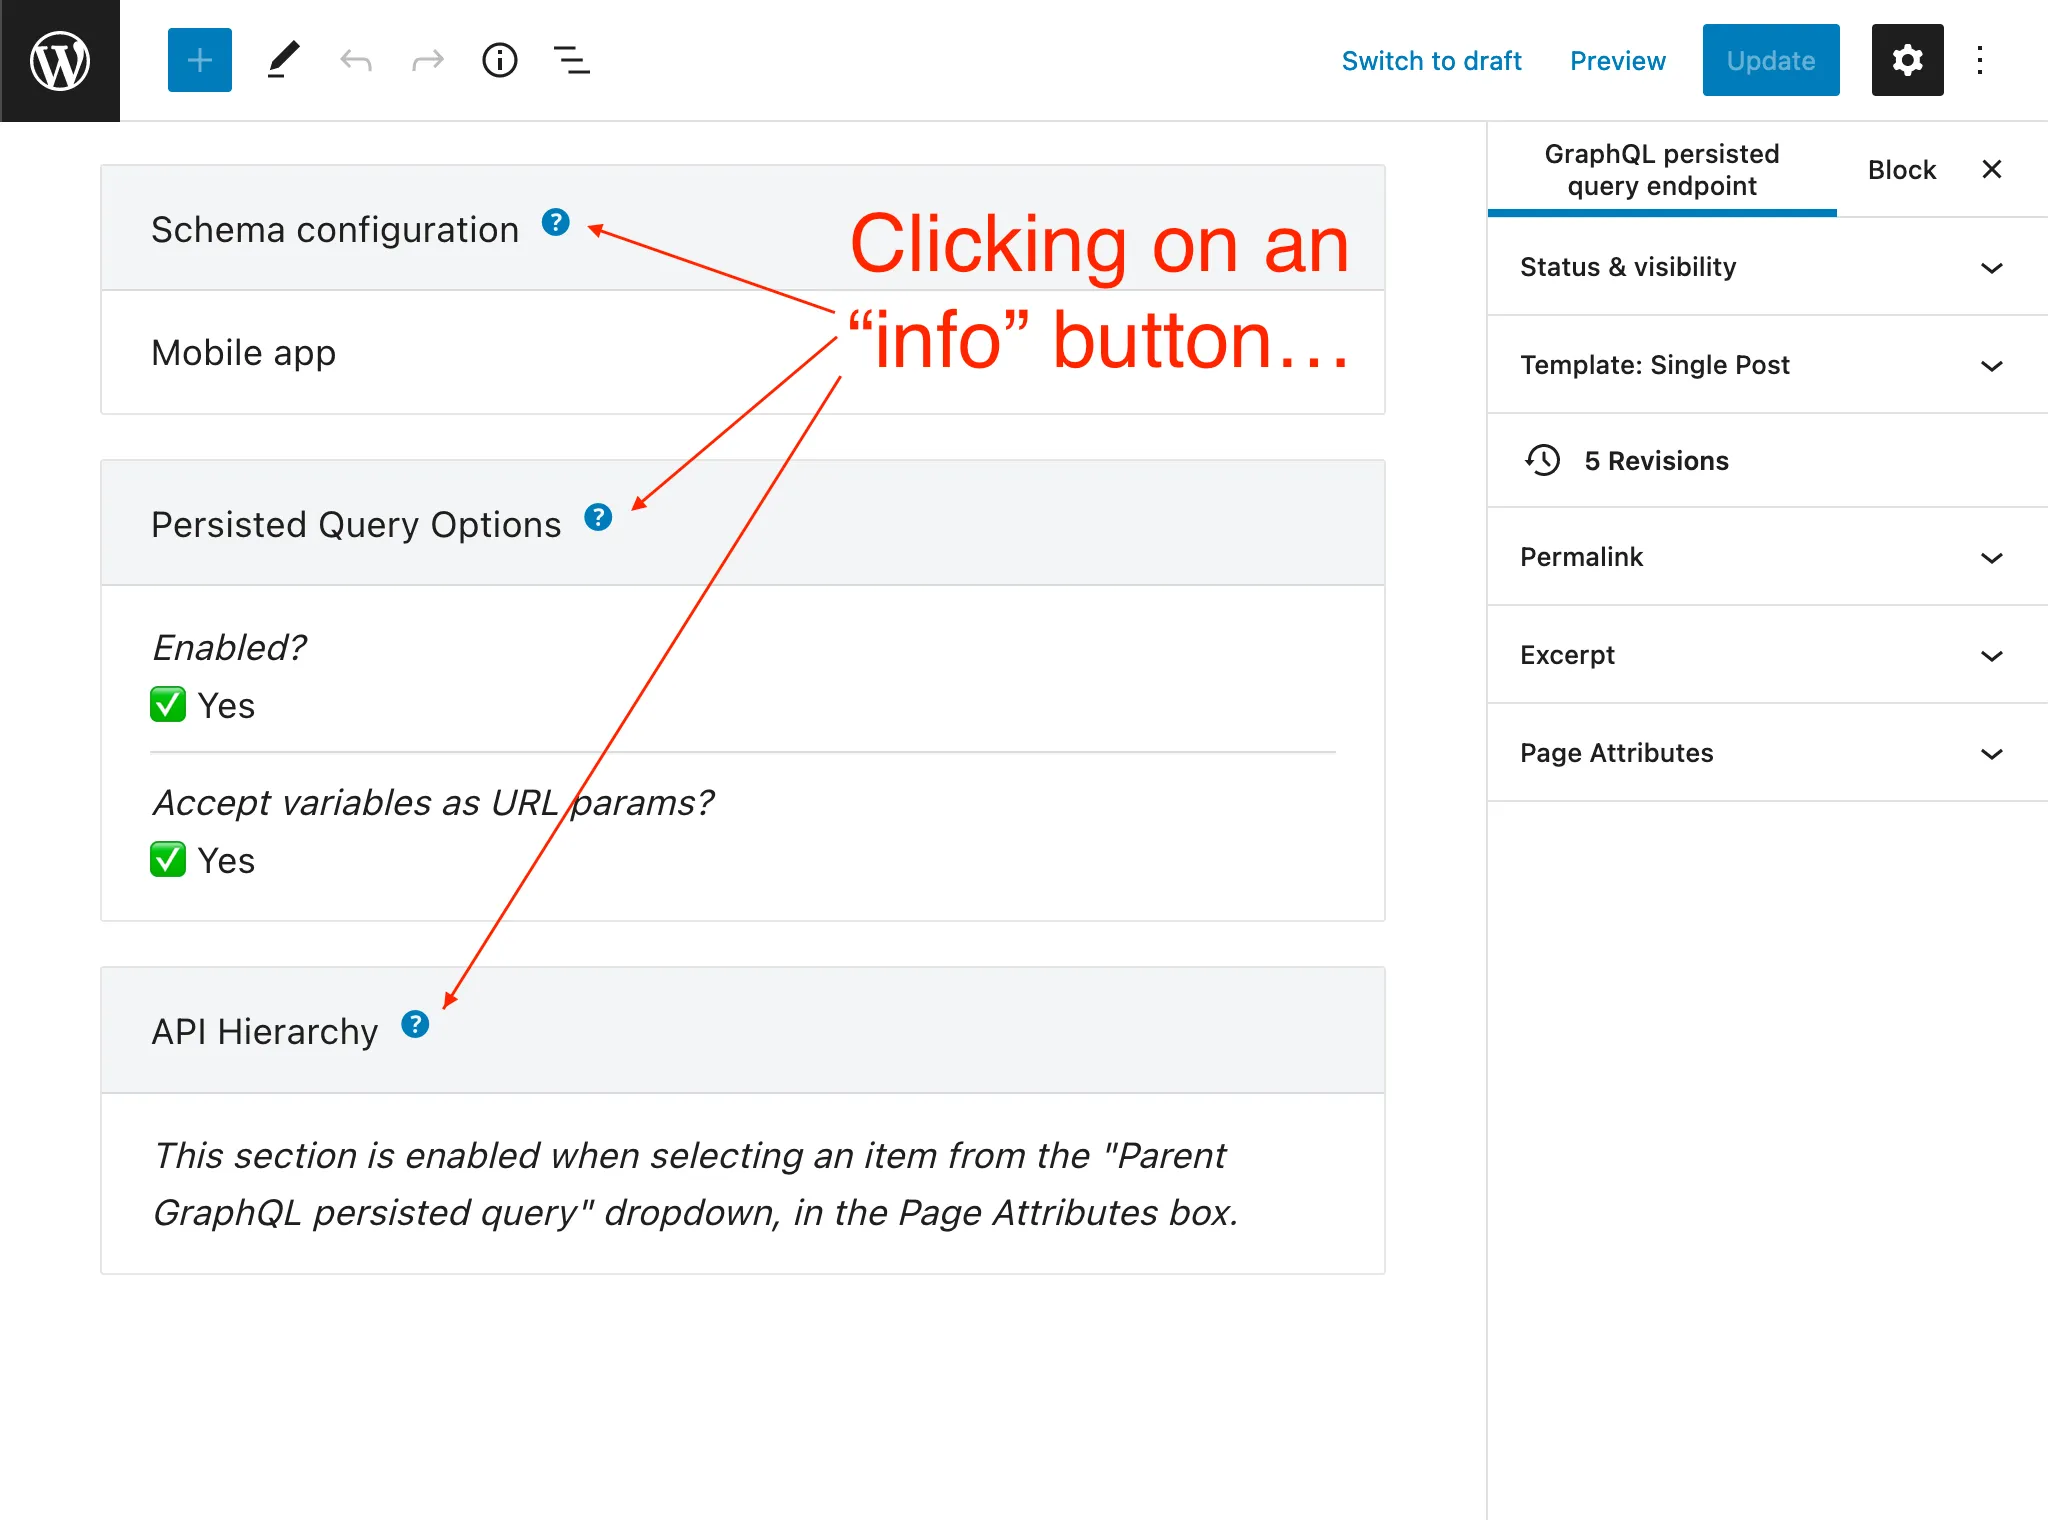 Switch to draft
Preview
Update
Schema configuration ?
Clicking on an
“info” button…
Mobile app
Persisted Query Options ?
Enabled?
✅ Yes
Accept variables as URL params?
✅ Yes
API Hierarchy ?
This section is enabled when selecting an item from the "Parent
GraphQL persisted query" dropdown, in the Page Attributes box.
GraphQL persisted
query endpoint
Block
Status & visibility
Template: Single Post
5 Revisions
Permalink
Excerpt
Page Attributes